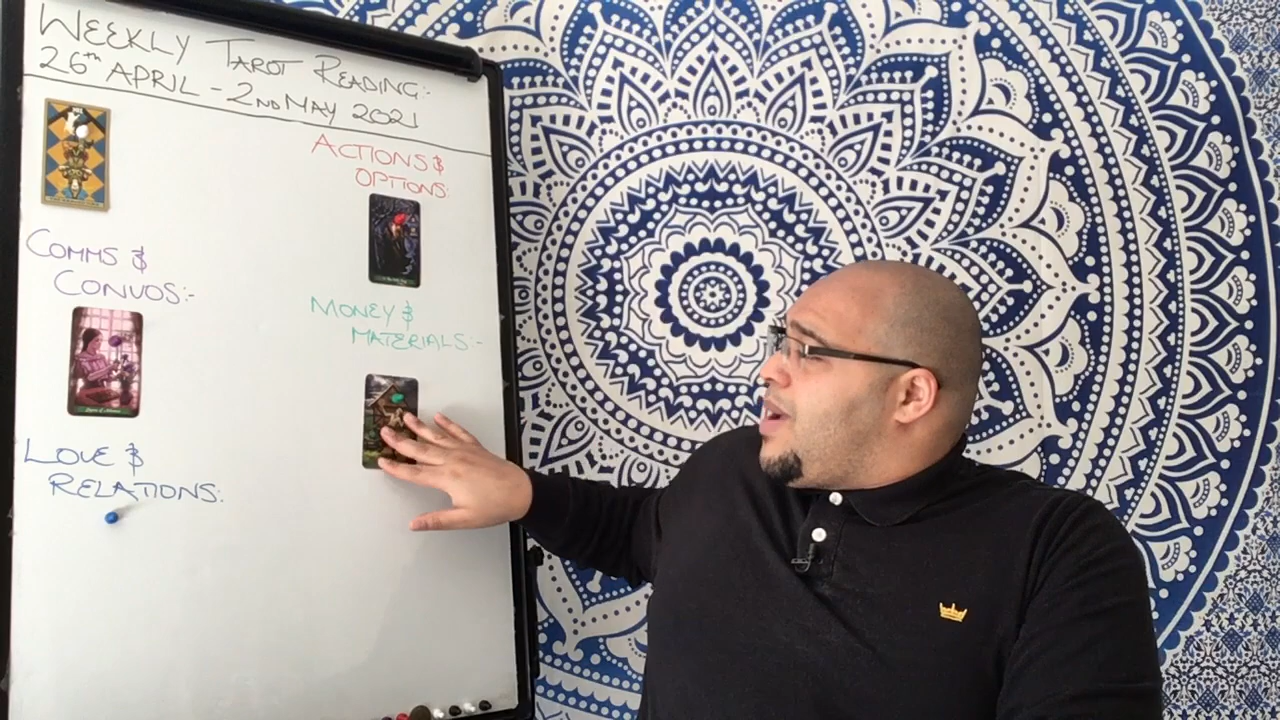 WEEKLY TAROT READING:-
26th APRIL - 2ND MAY 2021
ACTIONS &
OPTIONS:
COMMS &
CONVOS:-
MONEY &
MATERIALS:-
LOVE &
RELATIONS: